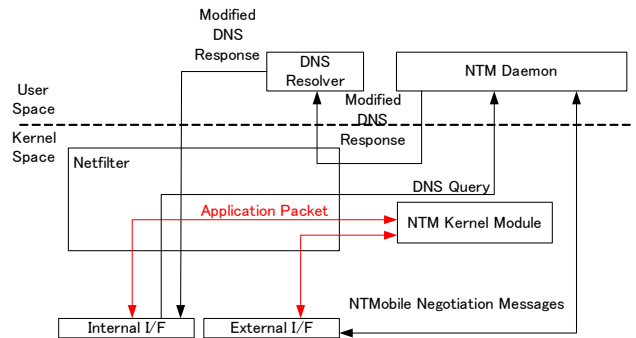 Modified
DNS
Response
DNS
Resolver
NTM Daemon
User
Space
Modified
DNS
Response
Kernel
Space
Netfilter
DNS Query
Application Packet
NTM Kernel Module
NTMobile Negotiation Messages
Internal I/F
External I/F